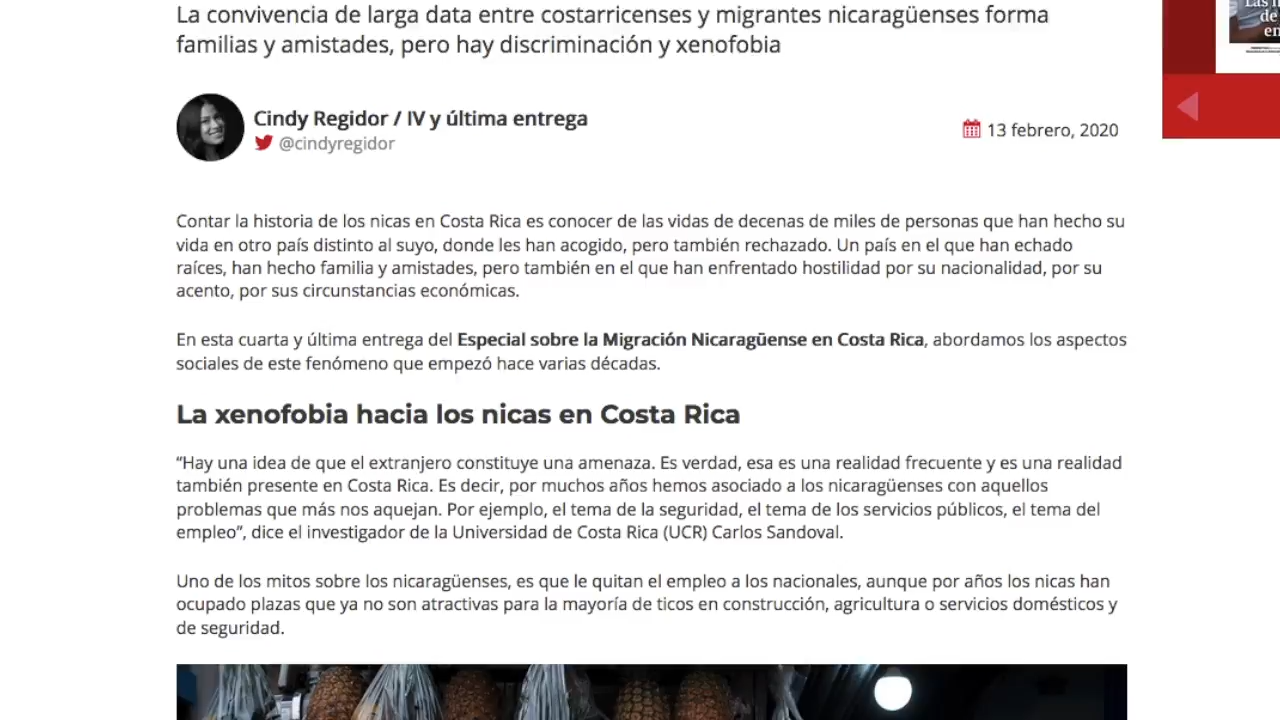 La convivencia de larga data entre costarricenses y migrantes nicaragüenses forma
familias y amistades, pero hay discriminación y xenofobia
Cindy Regidor / IV y última entrega
@cindyregidor
13 febrero, 2020
Contar la historia de los nicas en Costa Rica es conocer de las vidas de decenas de miles de personas que han hecho su
vida en otro país distinto al suyo, donde les han acogido, pero también rechazado. Un país en el que han echado
raíces, han hecho familia y amistades, pero también en el que han enfrentado hostilidad por su nacionalidad, por su
acento, por sus circunstancias económicas.
En esta cuarta y última entrega del Especial sobre la Migración Nicaragüense en Costa Rica, abordamos los aspectos
sociales de este fenómeno que empezó hace varias décadas.
La xenofobia hacia los nicas en Costa Rica
“Hay una idea de que el extranjero constituye una amenaza. Es verdad, esa es una realidad frecuente y es una realidad
también presente en Costa Rica. Es decir, por muchos años hemos asociado a los nicaragüenses con aquellos
problemas que más nos aquejan. Por ejemplo, el tema de la seguridad, el tema de los servicios públicos, el tema del
empleo”, dice el investigador de la Universidad de Costa Rica (UCR) Carlos Sandoval.
Uno de los mitos sobre los nicaragüenses, es que le quitan el empleo a los nacionales, aunque por años los nicas han
ocupado plazas que ya no son atractivas para la mayoría de ticos en construcción, agricultura o servicios domésticos y
de seguridad.